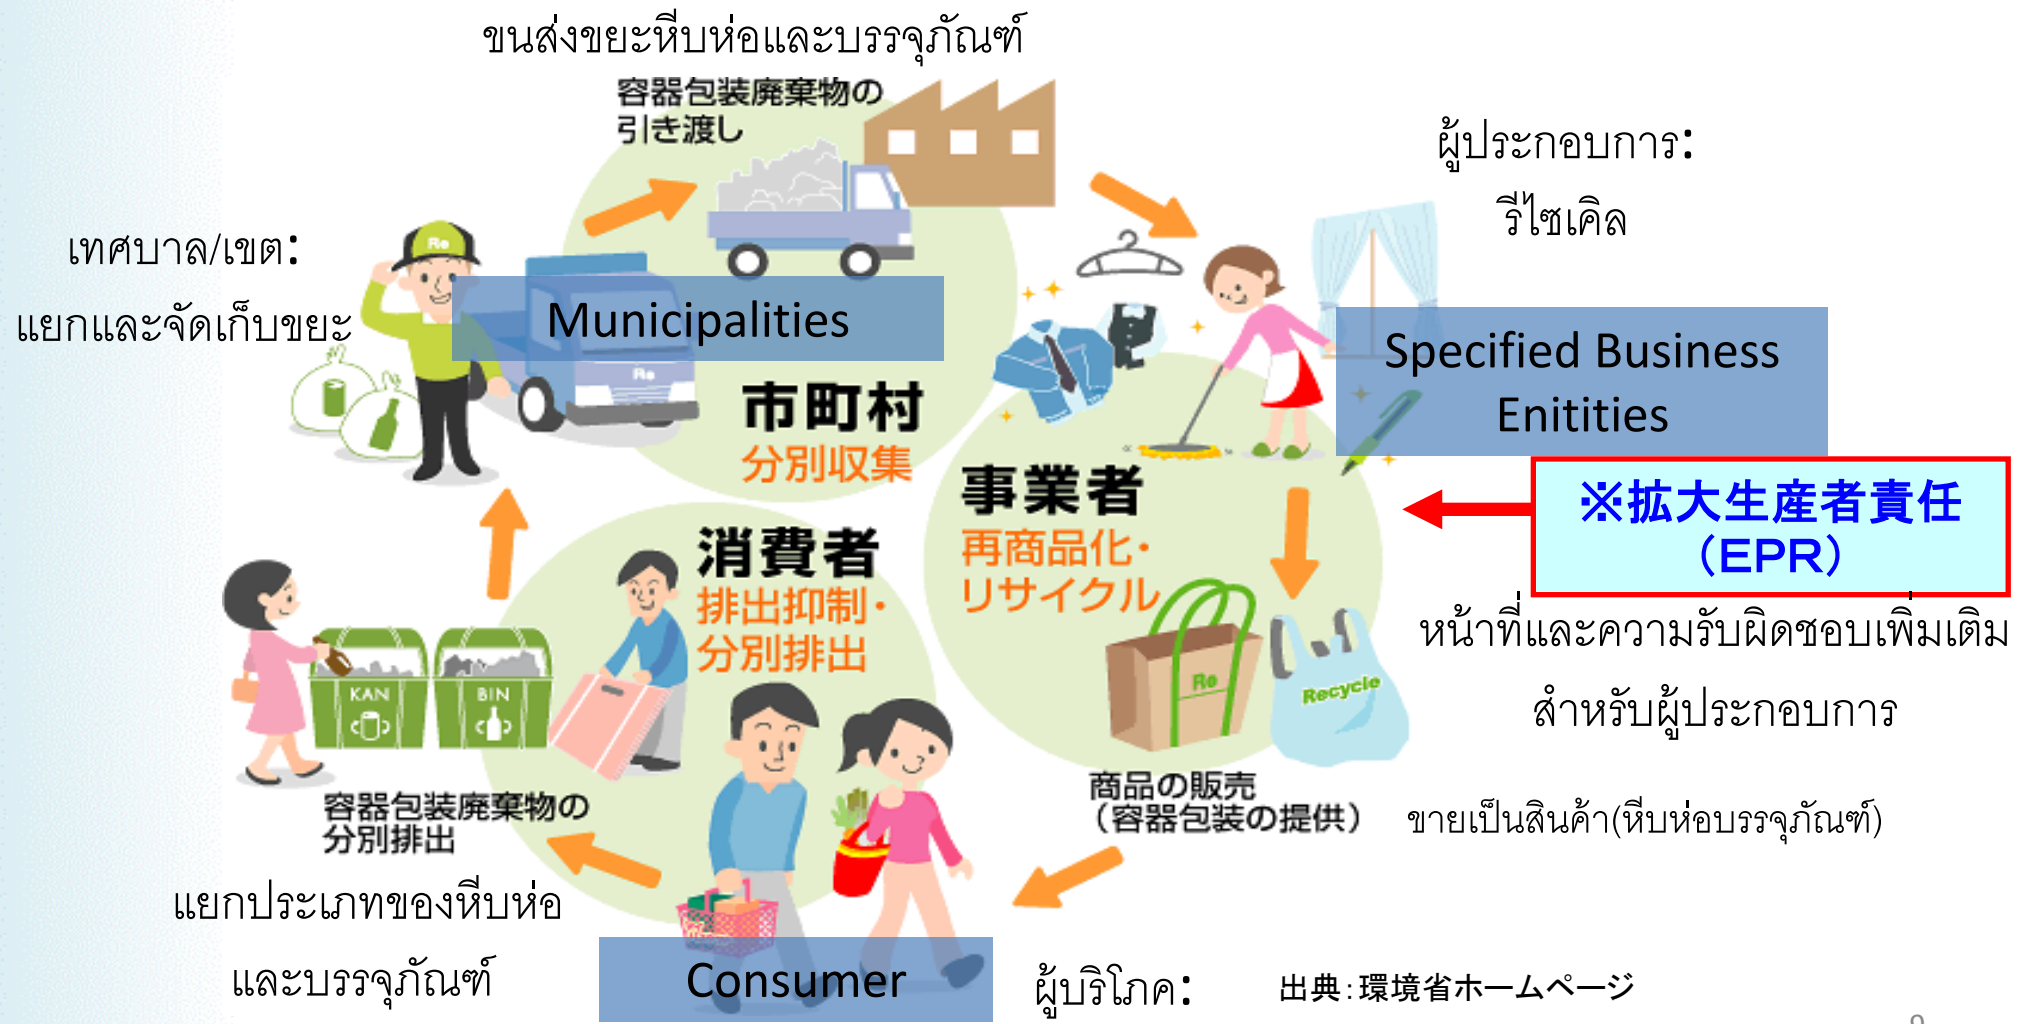 ขนส่งขยะหีบห่อและบรรจุภัณฑ์
容器包装廃棄物の
引き渡し
ผู้ประกอบการ:
รีไซเคิล
เทศบาล/เขต:
แยกและจัดเก็บขยะ
Re
Municipalities
Re
市町村
分別収集
Specified Business
Enitities
事業者
再商品化・
リサイクル
※拡大生産者責任
（EPR）
หน้าที่และความรับผิดชอบเพิ่มเติม
สำหรับผู้ประกอบการ
消費者
排出抑制・
分別排出
KAN
BIN
Re
Recycle
商品の販売
（容器包装の提供）
ขายเป็นสินค้า(หีบห่อบรรจุภัณฑ์)
容器包装廃棄物の
分別排出
แยกประเภทของหีบห่อ
และบรรจุภัณฑ์
Consumer
ผู้บริโภค:
出典：環境省ホームページ